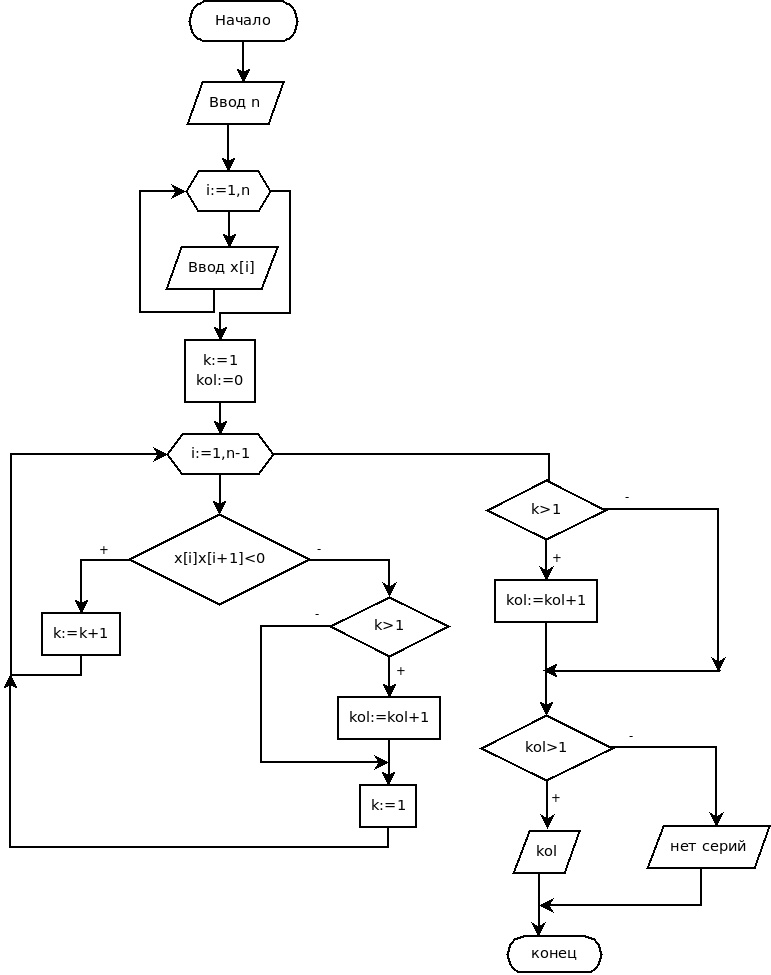 Начало
Ввод n
i:=1,n
Ввод x[i]
k:=1
kol:=0
i:=1,n-1
x[i]x[i+1]<0
+
-
k:=k+1
k>1
-
+
kol:=kol+1
k:=1
k>1
-
+
kol:=kol+1
kol>1
-
+
kol
нет серий
конец